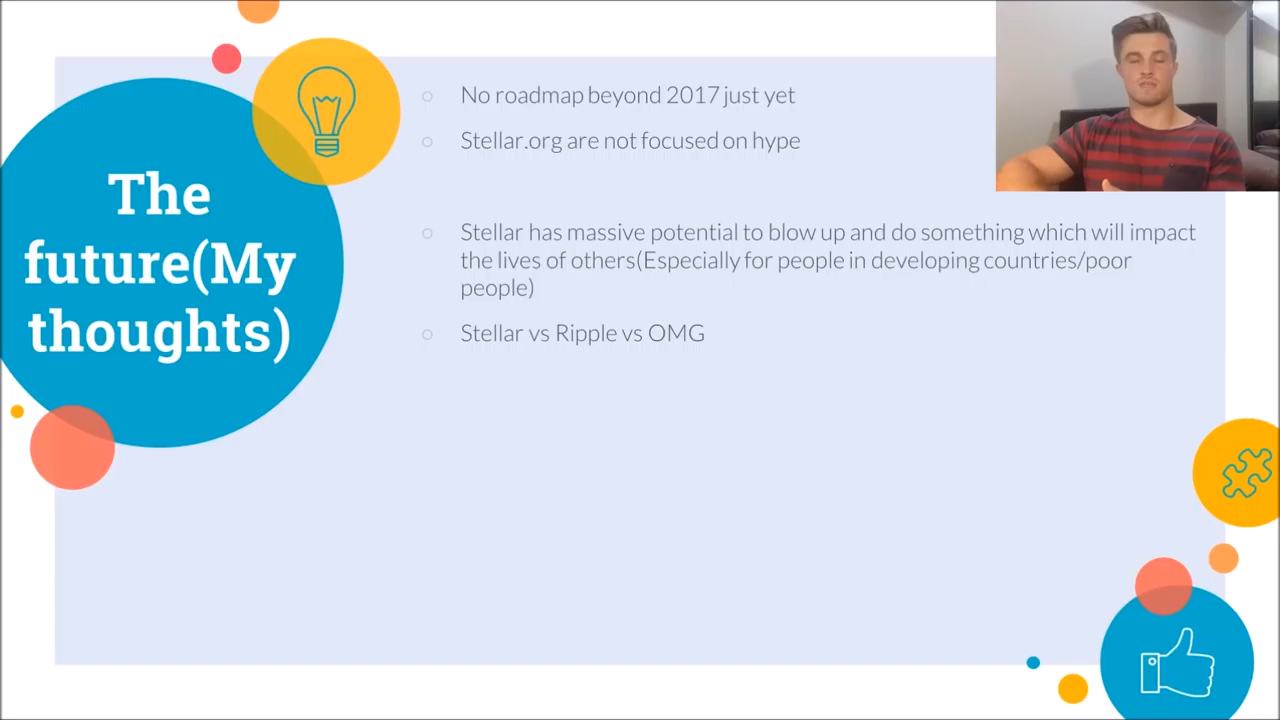 The
future(My
thoughts)
No roadmap beyond 2017 just yet
Stellar.org are not focused on hype
Stellar has massive potential to blow up and do something which will impact
the lives of others(Especially for people in developing countries/poor
people)
Stellar vs Ripple vs OMG